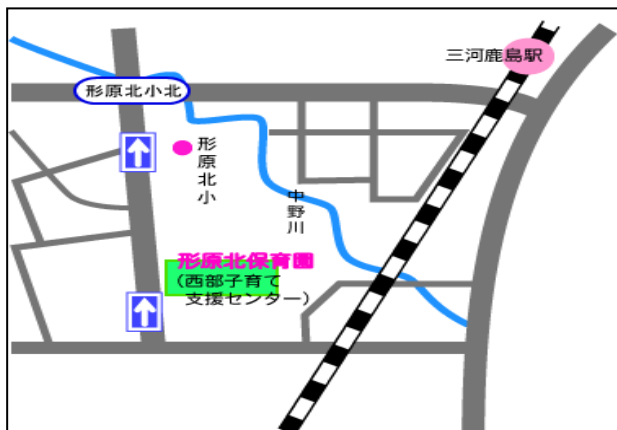 三河鹿島駅
形原北小北
形原北小
中野川
形原北保育園
(西部子育て
支援センター)